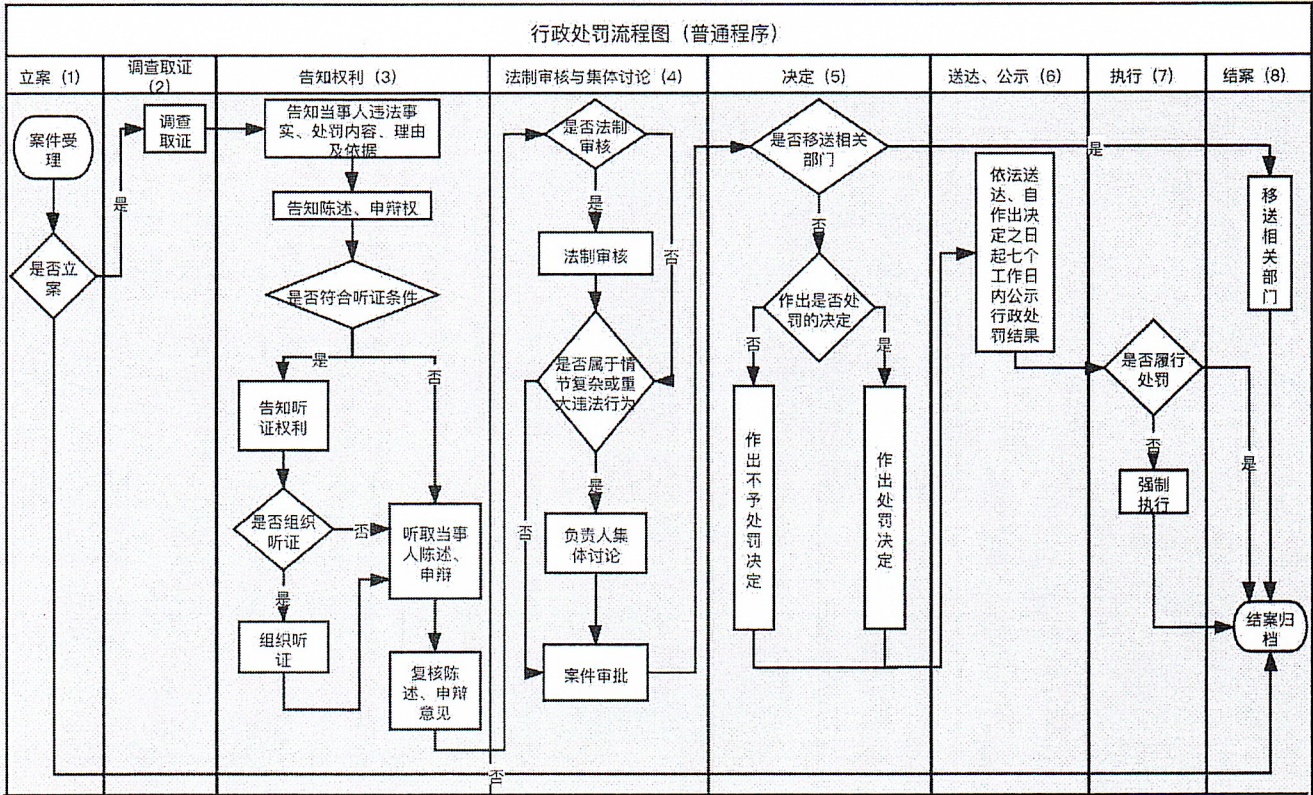 行政处罚流程图（普通程序）
立案（1）
调查取证
（2）
告知权利（3）
法制审核与集体讨论（4）
决定（5）
送达、公示（6）
执行（7）
结案（8）
案件受
理
是否立
案
是
否
调查
取证
告知当事人违法事
实、处罚内容、理由
及依据
告知陈述、申辩权
是否符合听证条件
是
否
告知听
证权利
是否组织
听证
否
是
组织听
证
听取当事
人陈述、
申辩
复核陈
述、申辩
意见
是否法制
审核
是
否
法制审核
是否属于情
节复杂或重
大违法行为
是
否
负责人集
体讨论
案件审批
是否移送相关
部门
是
否
作出是否处
罚的决定
否
是
作出不予处罚决定
作出处罚决定
依法送
达、自
作出决
定之日
起七个
工作日
内公示
行政处
罚结果
是否履行
处罚
否
是
强制
执行
移送相关部门
结案归
档